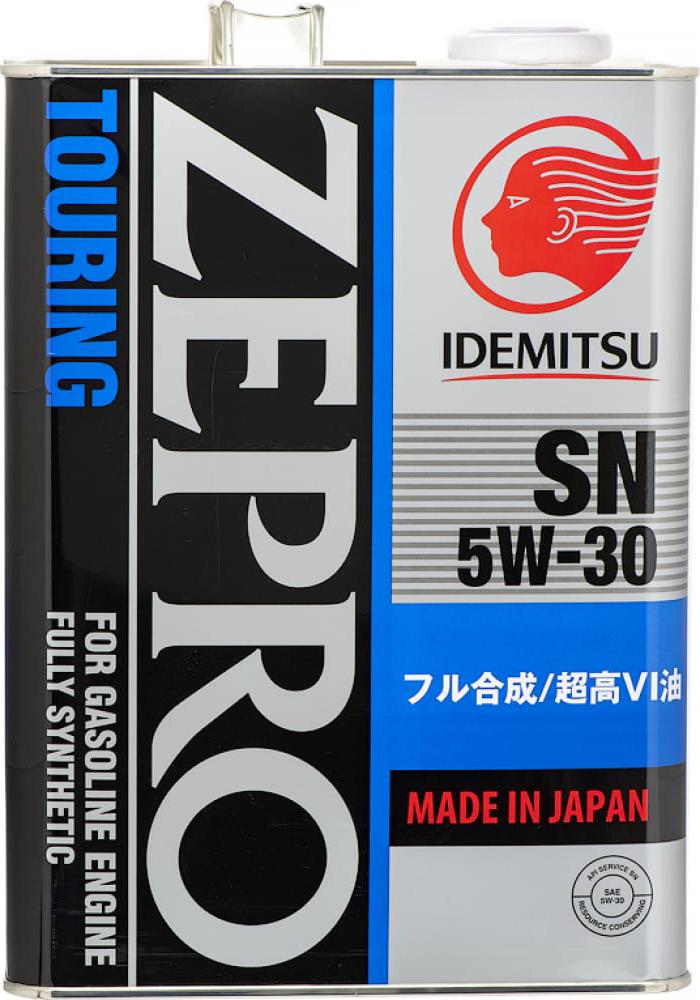 TOURING
ZEPRO
FOR GASOLINE ENGINE
FULLY SYNTHETIC
IDEMITSU
SN
5W-30
フル合成/超高VI油
MADE IN JAPAN
API SERVICE SN
SAE
5W-30
RESOURCE CONSERVING